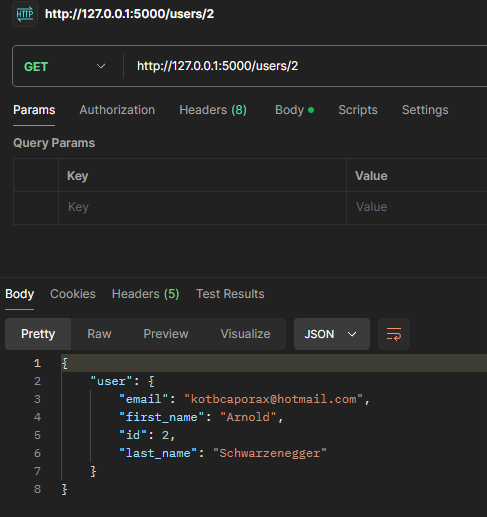 HTTP http://127.0.0.1:5000/users/2
GET http://127.0.0.1:5000/users/2
Params Authorization Headers (8) Body Scripts Settings
Query Params
Key Value
Key Value
Body Cookies Headers (5) Test Results
Pretty Raw Preview Visualize JSON
1 {
2 "user": {
3 "email": "kotbcaporax@hotmail.com",
4 "first_name": "Arnold",
5 "id": 2,
6 "last_name": "Schwarzenegger"
7 }
8 }